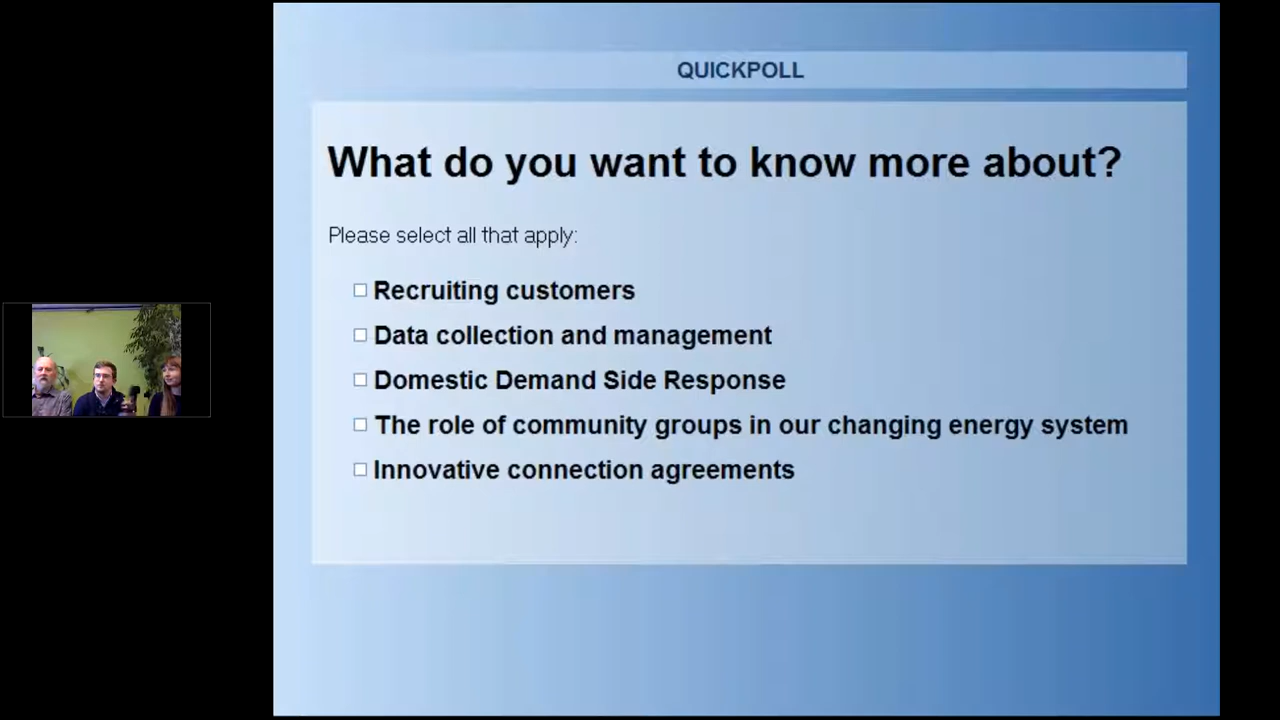 QUICKPOLL
What do you want to know more about?
Please select all that apply:
Recruiting customers
Data collection and management
Domestic Demand Side Response
The role of community groups in our changing energy system
Innovative connection agreements